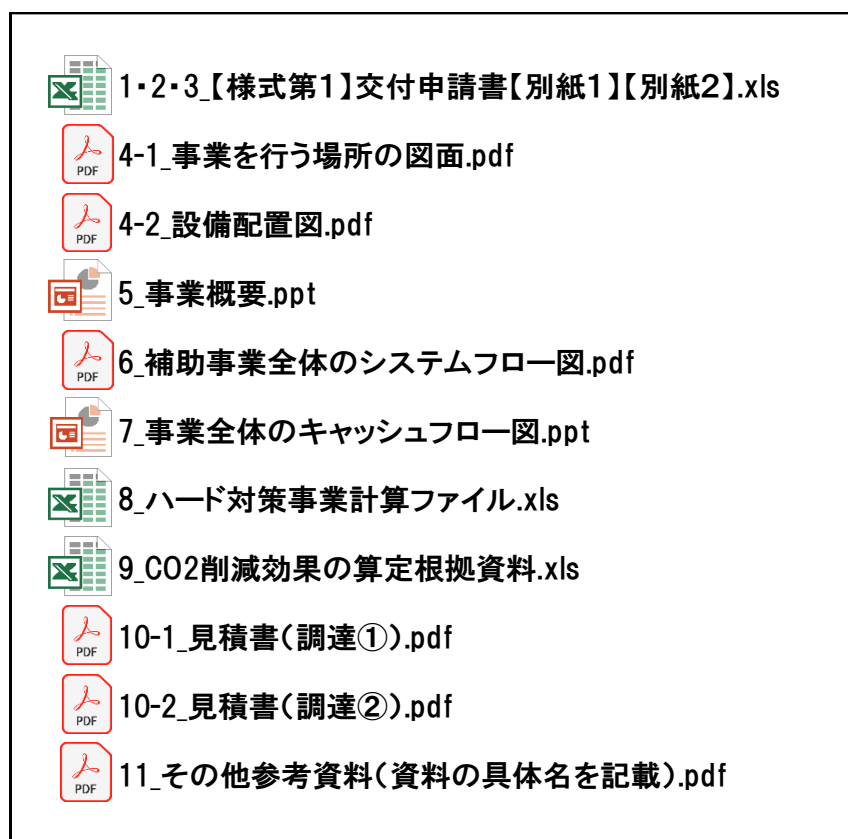 1・2・3_【様式第1】交付申請書【別紙1】【別紙2】.xls
PDF 4-1_事業を行う場所の図面.pdf
PDF 4-2_設備配置図.pdf
5_事業概要.ppt
PDF 6_補助事業全体のシステムフロー図.pdf
7_事業全体のキャッシュフロー図.ppt
8_ハード対策事業計算ファイル.xls
9_CO2削減効果の算定根拠資料.xls
PDF 10-1_見積書(調達①).pdf
PDF 10-2_見積書(調達②).pdf
PDF 11_その他参考資料(資料の具体名を記載).pdf